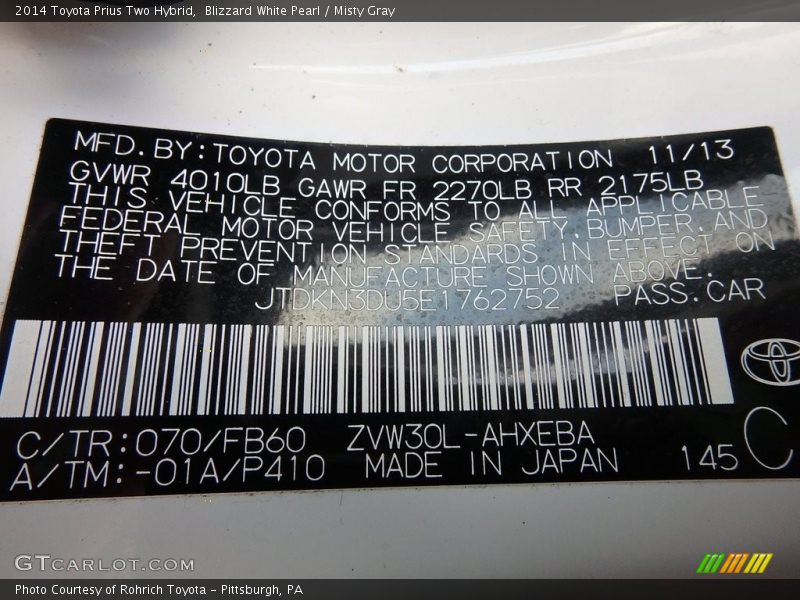 2014 Toyota Prius Two Hybrid,  Blizzard White Pearl / Misty Gray
MFD.BY:TOYOTA MOTOR CORPORATION 11/13
GVWR 4010LB GAWR FR 2270LB RR 2175LB
THIS VEHICLE CONFORMS TO ALL APPLICABLE
FEDERAL MOTOR VEHICLE SAFETY,BUMPER,AND
THEFT PREVENTION STANDARDS IN EFFECT ON
THE DATE OF MANUFACTURE SHOWN ABOVE.
JTDKN3DU5E1762752 PASS.CAR
C/TR:070/FB60 ZVW30L-AHXEBA
A/TM:-01A/P410 MADE IN JAPAN 145 C
GTCARLOT.COM
Photo Courtesy of Rohrich Toyota - Pittsburgh, PA